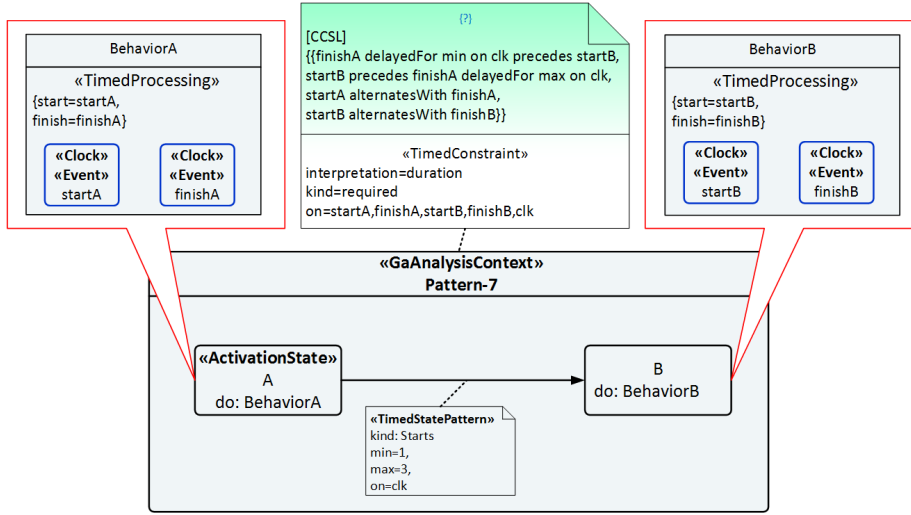 BehaviorA
«TimedProcessing»
{start=startA,
finish=finishA}
«Clock»
«Event»
startA
«Clock»
«Event»
finishA
{?}
[CCSL]
{{finishA delayedFor min on clk precedes startB,
startB precedes finishA delayedFor max on clk,
startA alternatesWith finishA,
startB alternatesWith finishB}}
«TimedConstraint»
interpretation=duration
kind=required
on=startA,finishA,startB,finishB,clk
BehaviorB
«TimedProcessing»
{start=startB,
finish=finishB}
«Clock»
«Event»
startB
«Clock»
«Event»
finishB
«GaAnalysisContext»
Pattern-7
«ActivationState»
A
do: BehaviorA
B
do: BehaviorB
«TimedStatePattern»
kind: Starts
min=1,
max=3,
on=clk